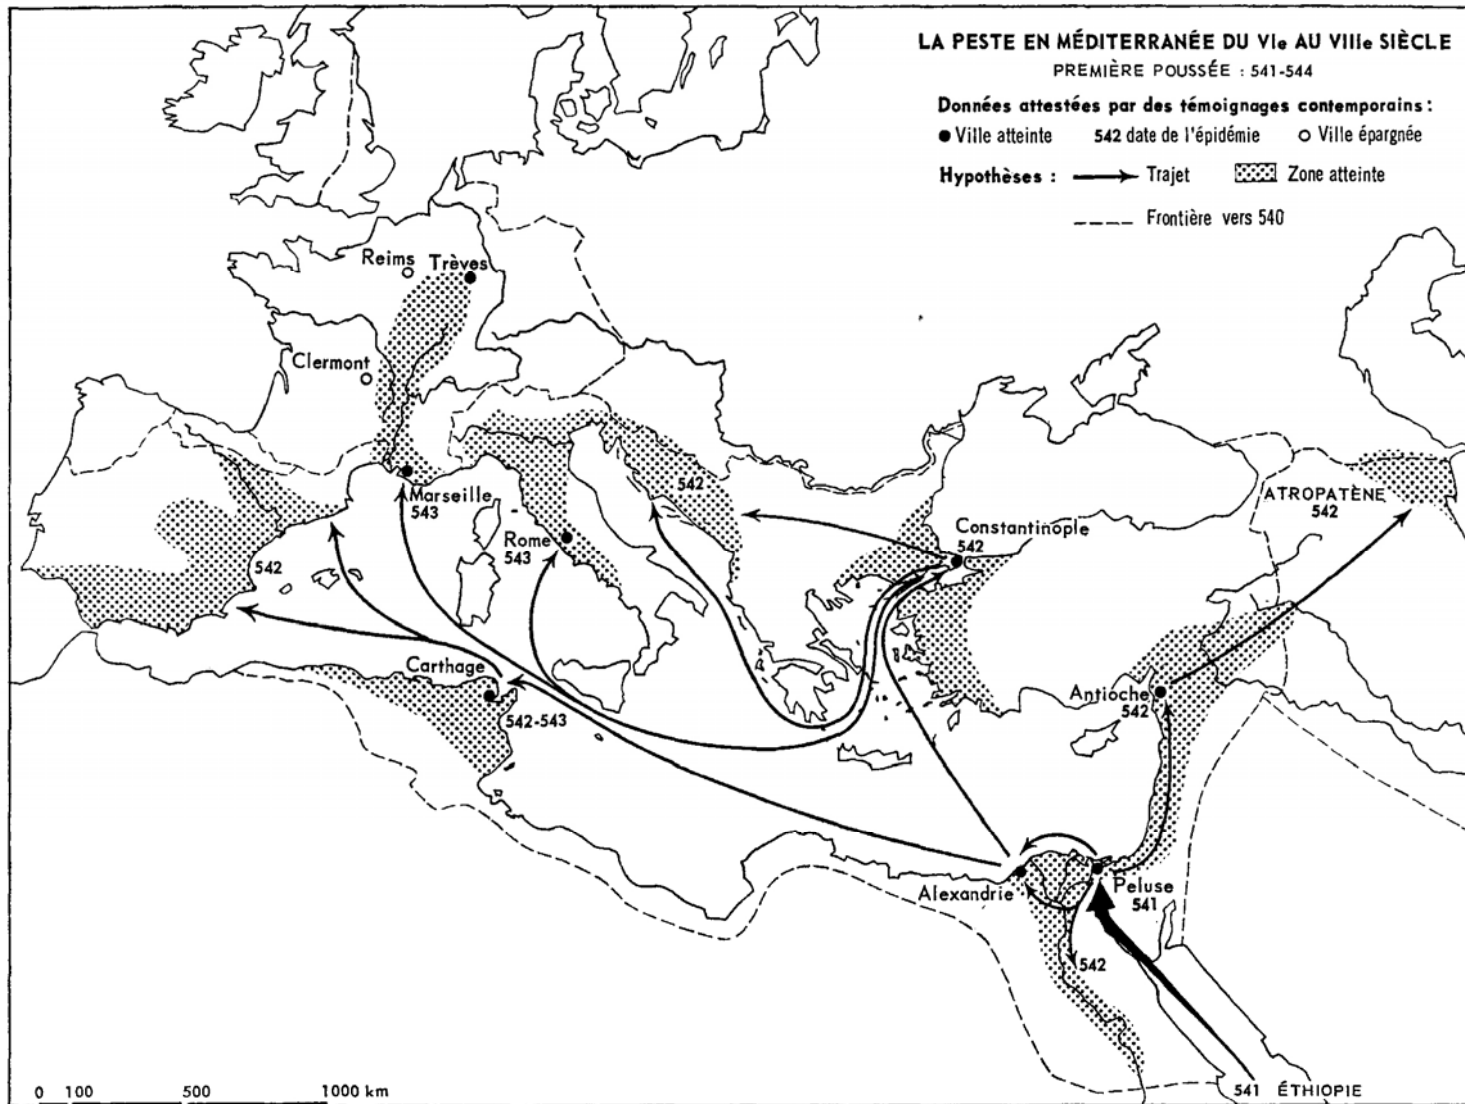 LA PESTE EN MÉDITERRANÉE DU VIe AU VIIIe SIÈCLE
PREMIÈRE POUSSÉE : 541-544
Données attestées par des témoignages contemporains :
Ville atteinte 542 date de l'épidémie Ville épargnée
Hypothèses : Trajet Zone atteinte
Frontière vers 540
Reims
Trèves
Clermont
Marseille
543
Rome
543
542
Constantinople
542
ATROPATÈNE
542
542
Carthage
542-543
Antioche
542
Alexandrie
Peluse
541
542
541 ÉTHIOPIE
0 100 500 1000 km